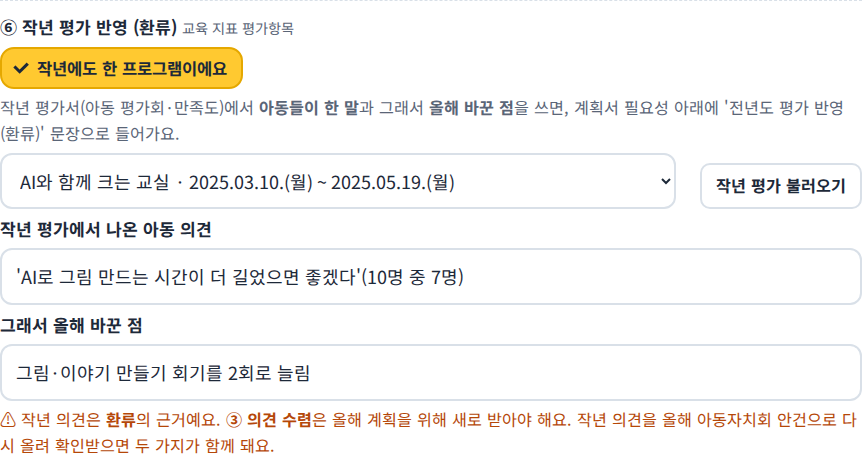 ⑥ 작년 평가 반영 (환류) 교육 지표 평가항목
✔ 작년에도 한 프로그램이에요
작년 평가서(아동 평가회·만족도)에서 아동들이 한 말과 그래서 올해 바꾼 점을 쓰면, 계획서 필요성 아래에 '전년도 평가 반영
(환류)' 문장으로 들어가요.
AI와 함께 크는 교실 · 2025.03.10.(월) ~ 2025.05.19.(월)
작년 평가 불러오기
작년 평가에서 나온 아동 의견
'AI로 그림 만드는 시간이 더 길었으면 좋겠다'(10명 중 7명)
그래서 올해 바꾼 점
그림·이야기 만들기 회기를 2회로 늘림
⚠ 작년 의견은 환류의 근거예요. ③ 의견 수렴은 올해 계획을 위해 새로 받아야 해요. 작년 의견을 올해 아동자치회 안건으로 다
시 올려 확인받으면 두 가지가 함께 돼요.